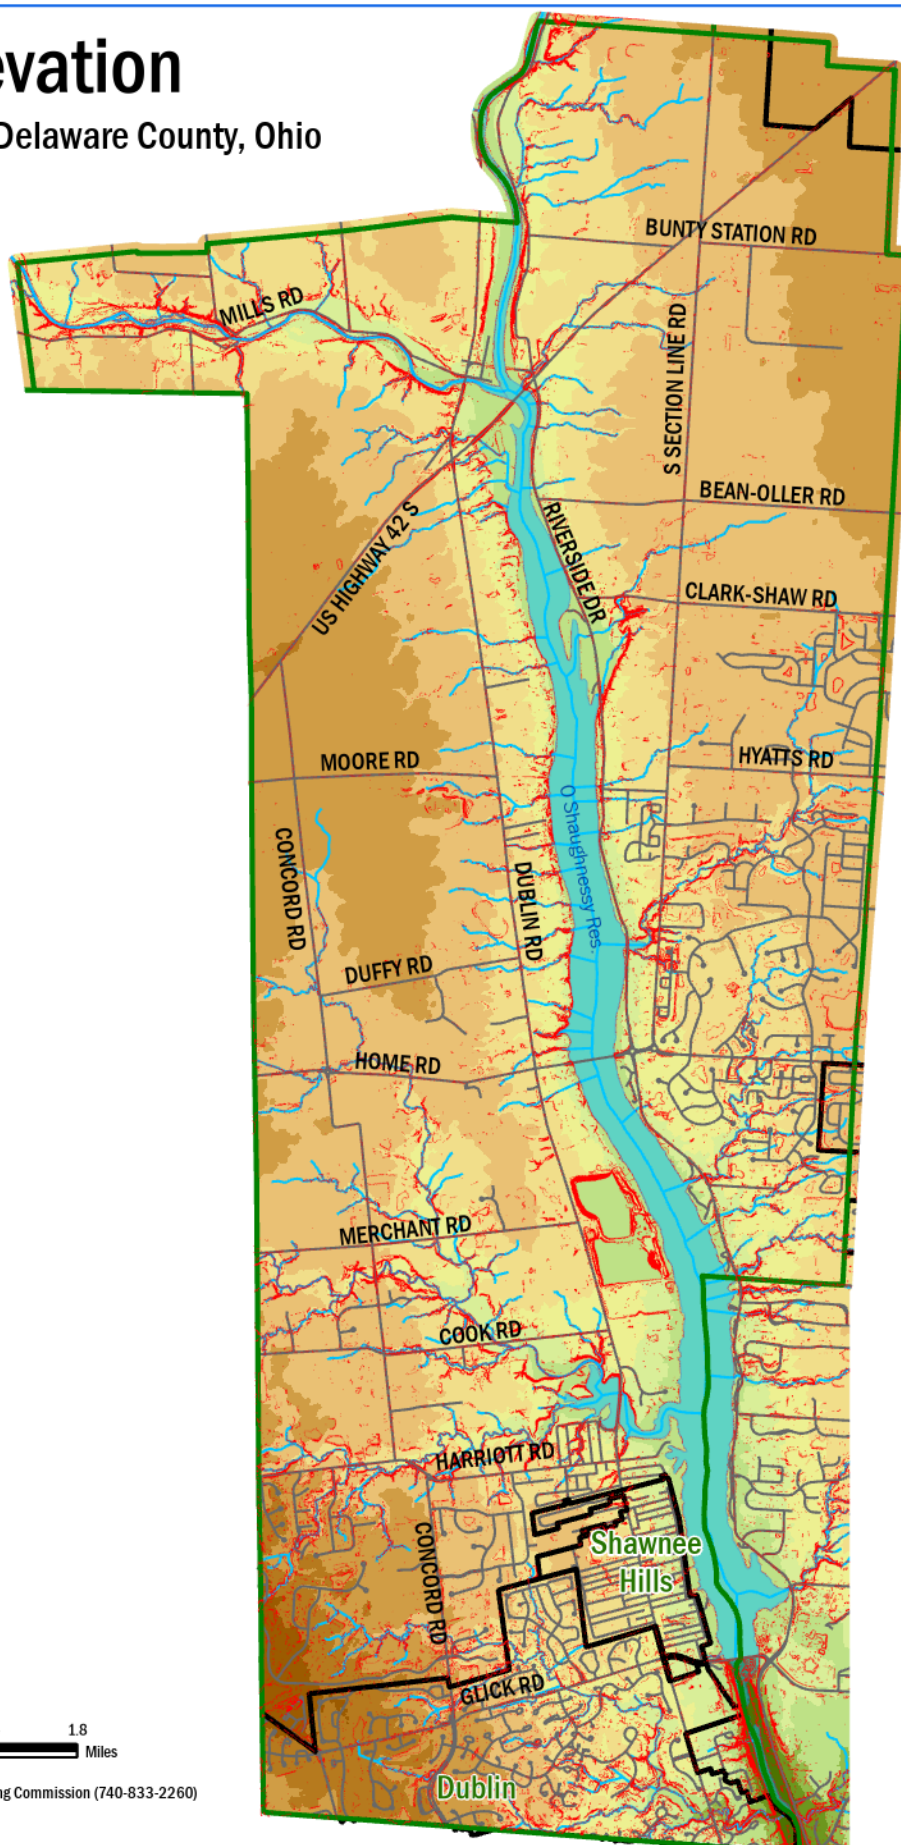 evation
Delaware County, Ohio
BUNTY STATION RD
MILLS RD
S SECTION LINE RD
BEAN-OLLER RD
US HIGHWAY 42 S
RIVERSIDE DR
CLARK-SHAW RD
MOORE RD
HYATTS RD
O Shaughnessy Res.
CONCORD RD
DUBLIN RD
DUFFY RD
HOME RD
MERCHANT RD
COOK RD
HARRIOTT RD
Shawnee
Hills
CONCORD RD
GLICK RD
1.8
Miles
ng Commission (740-833-2260)
Dublin